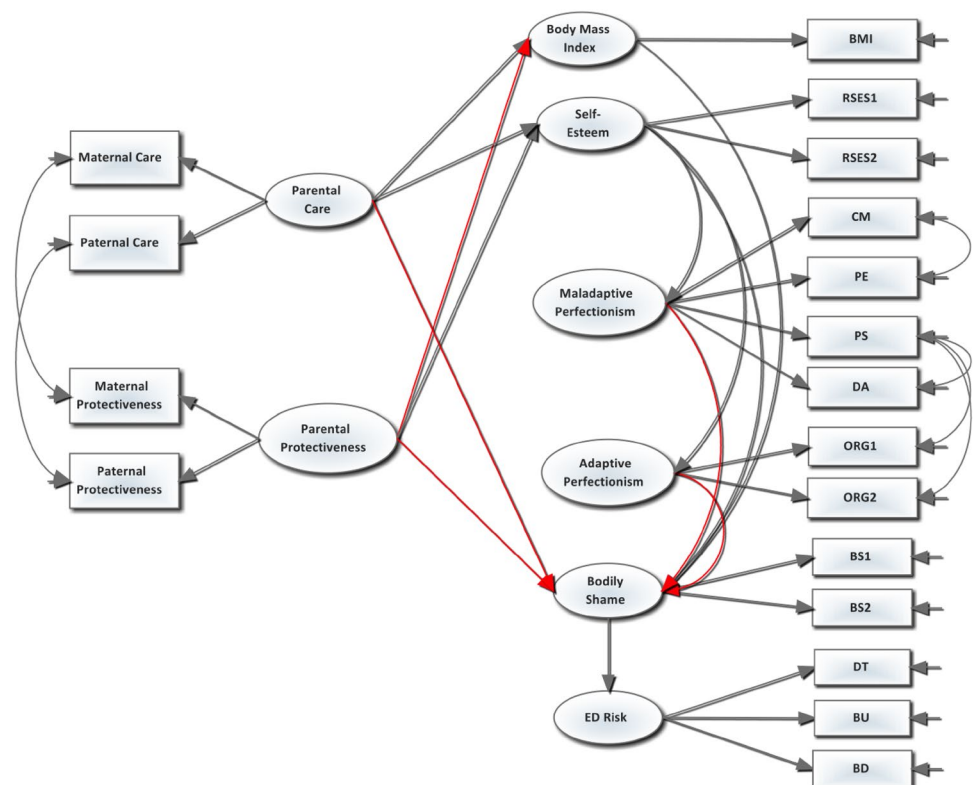 Body Mass
Index
BMI
Self-
Esteem
RSES1
RSES2
Maternal Care
Paternal Care
Parental
Care
CM
PE
Maladaptive
Perfectionism
PS
DA
Maternal
Protectiveness
Paternal
Protectiveness
Parental
Protectiveness
Adaptive
Perfectionism
ORG1
ORG2
Bodily
Shame
BS1
BS2
ED Risk
DT
BU
BD